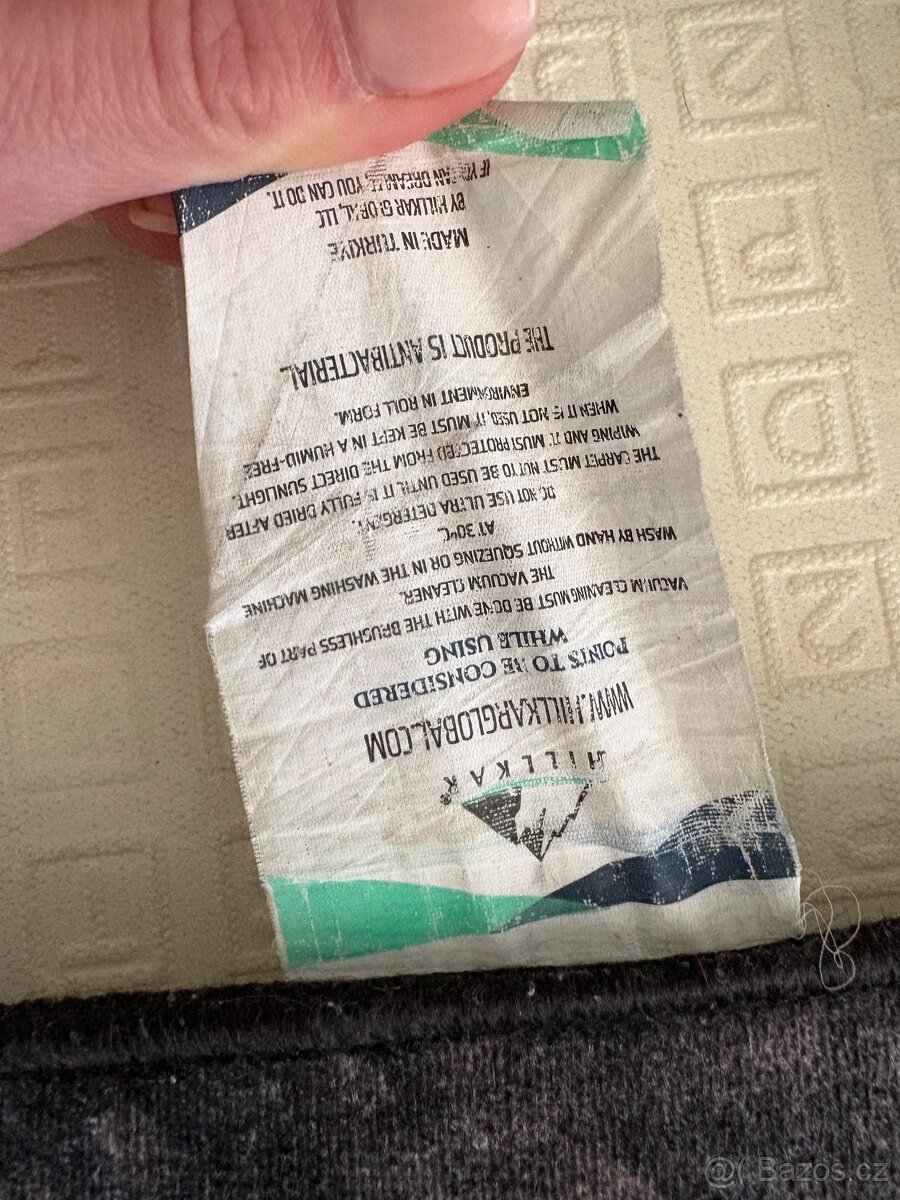 HILLKAR
WWW.HILLKARGLOBAL.COM
POINTS TO BE CONSIDERED
WHILE USING
VACUUM CLEANING MUST BE DONE WITH THE BRUSHLESS PART OF
THE VACUUM CLEANER.
WASH BY HAND WITHOUT SQUEZING OR IN THE WASHING MACHINE
AT 30°C.
DO NOT USE ULTRA DETERGENT.
THE CARPET MUST NOT TO BE USED UNTIL IT IS FULLY DRIED AFTER
WIPING AND IT MUST PROTECTED FROM THE DIRECT SUNLIGHT.
WHEN IT IS NOT USED, IT MUST BE KEPT IN A HUMID-FREE
ENVIRONMENT IN ROLL FORM.
THE PRODUCT IS ANTIBACTERIAL.
MADE IN TURKIYE
BY HILLKAR GLOBAL, LLC
IF YOU CAN DREAM IT, YOU CAN DO IT.
Bazoš.cz